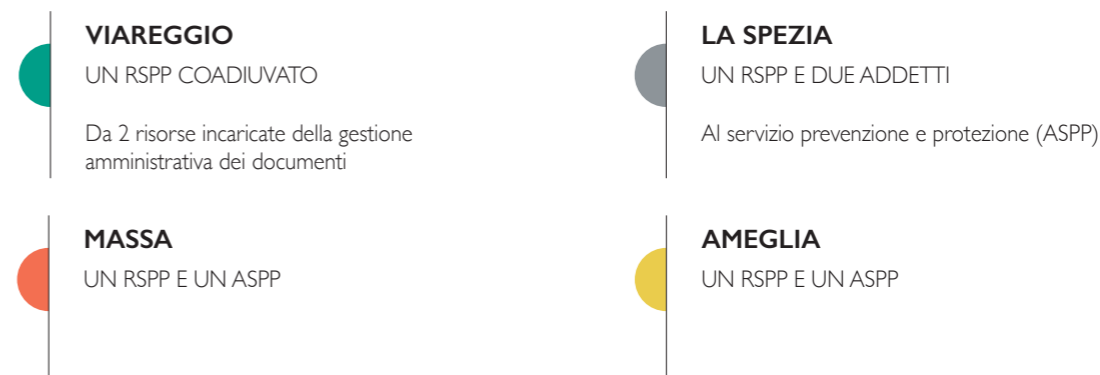 VIAREGGIO
UN RSPP COADIUVATO
Da 2 risorse incaricate della gestione
amministrativa dei documenti
LA SPEZIA
UN RSPP E DUE ADDETTI
Al servizio prevenzione e protezione (ASPP)
MASSA
UN RSPP E UN ASPP
AMEGLIA
UN RSPP E UN ASPP